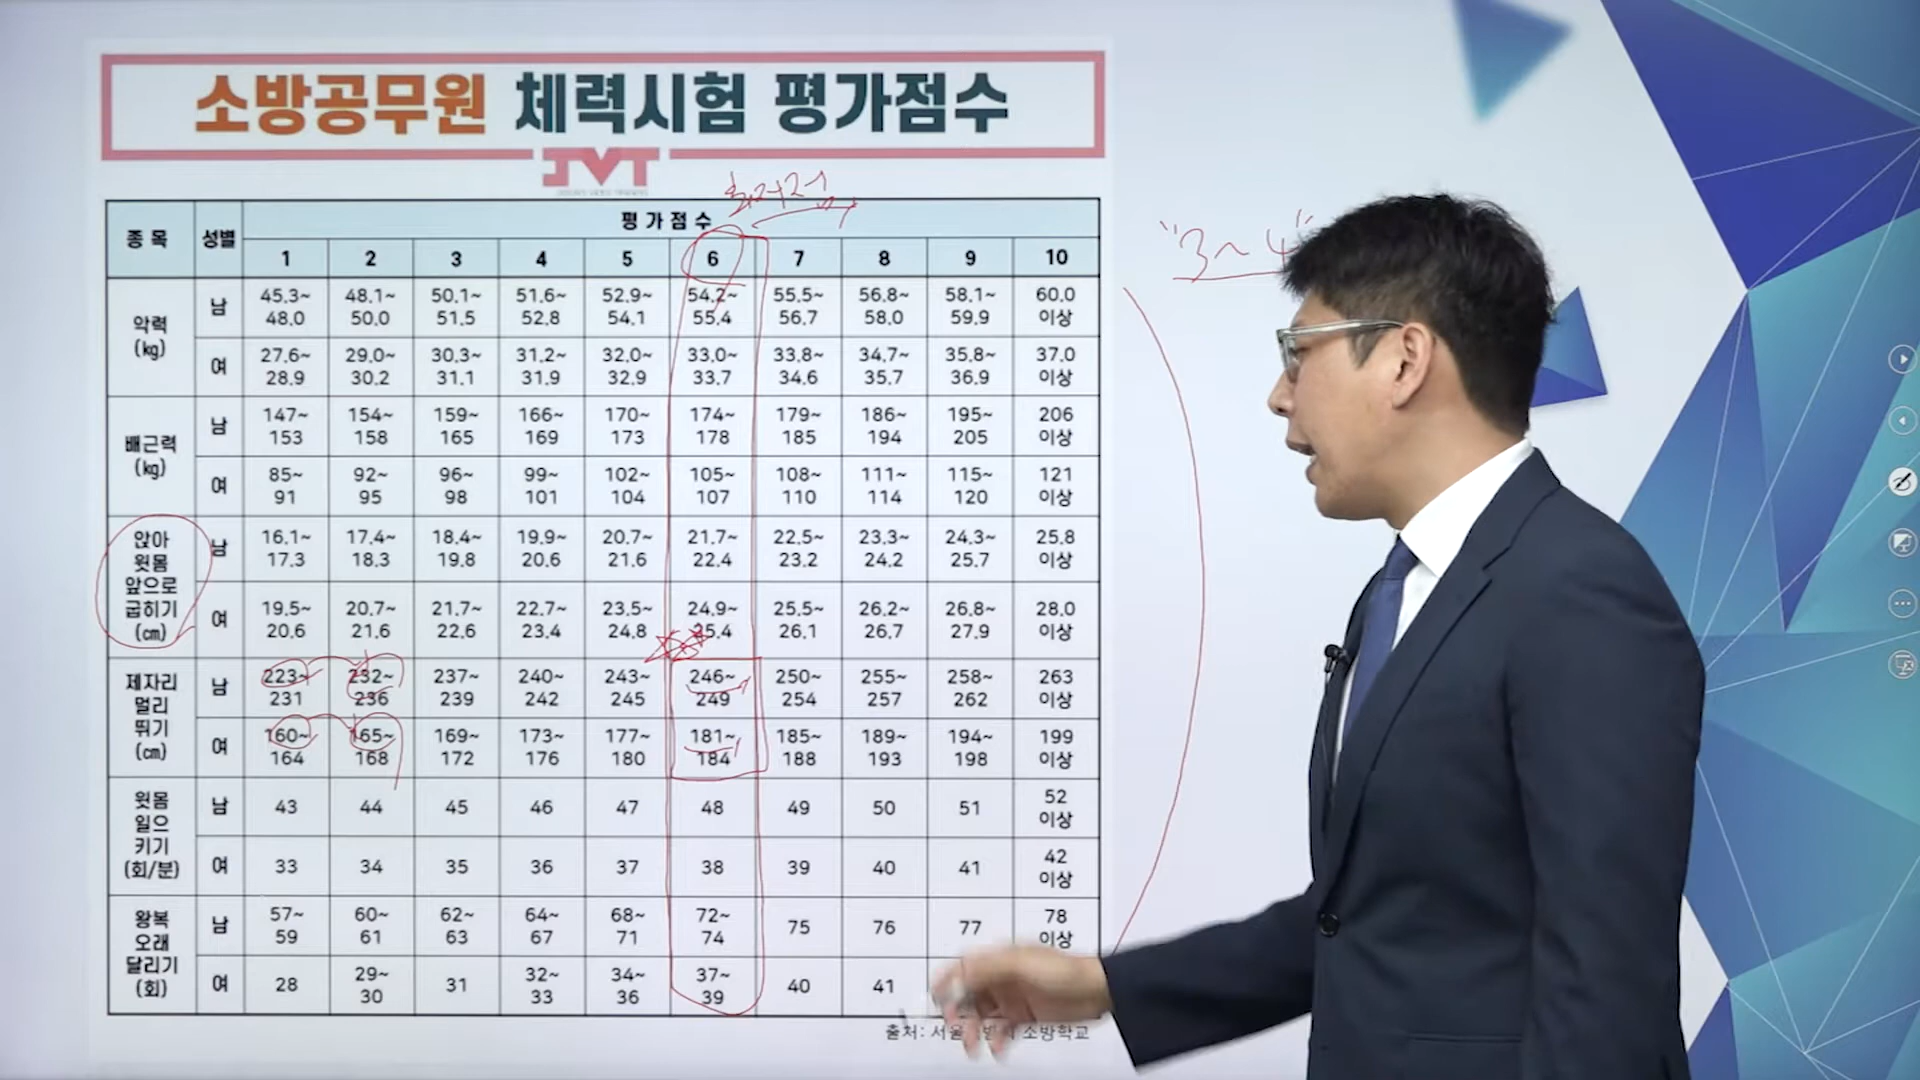 소방공무원 체력시험 평가점수
JVT
"3~4"
종목 성별 평가점수
1 2 3 4 5 6 7 8 9 10
악력 (kg) 남 45.3~48.0 48.1~50.0 50.1~51.5 51.6~52.8 52.9~54.1 54.2~55.4 55.5~56.7 56.8~58.0 58.1~59.9 60.0 이상
여 27.6~28.9 29.0~30.2 30.3~31.1 31.2~31.9 32.0~32.9 33.0~33.7 33.8~34.6 34.7~35.7 35.8~36.9 37.0 이상
배근력 (kg) 남 147~153 154~158 159~165 166~169 170~173 174~178 179~185 186~194 195~205 206 이상
여 85~91 92~95 96~98 99~101 102~104 105~107 108~110 111~114 115~120 121 이상
앉아 윗몸 앞으로 굽히기 (cm) 남 16.1~17.3 17.4~18.3 18.4~19.8 19.9~20.6 20.7~21.6 21.7~22.4 22.5~23.2 23.3~24.2 24.3~25.7 25.8 이상
여 19.5~20.6 20.7~21.6 21.7~22.6 22.7~23.4 23.5~24.8 24.9~25.4 25.5~26.1 26.2~26.7 26.8~27.9 28.0 이상
제자리 멀리 뛰기 (cm) 남 223~231 232~236 237~239 240~242 243~245 246~249 250~254 255~257 258~262 263 이상
여 160~164 165~168 169~172 173~176 177~180 181~184 185~188 189~193 194~198 199 이상
윗몸 일으키기 (회/분) 남 43 44 45 46 47 48 49 50 51 52 이상
여 33 34 35 36 37 38 39 40 41 42 이상
왕복 오래 달리기 (회) 남 57~59 60~61 62~63 64~67 68~71 72~74 75 76 77 78 이상
여 28 29~30 31 32~33 34~36 37~39 40 41
출처: 서울 소방학교